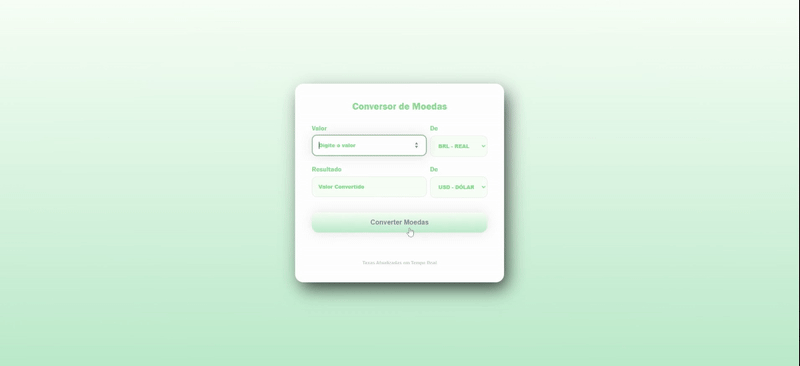 Conversor de Moedas
Valor De
Digite o valor BRL - REAL
Resultado De
Valor Convertido USD - DÓLAR
Converter Moedas
Taxas Atualizadas em Tempo Real